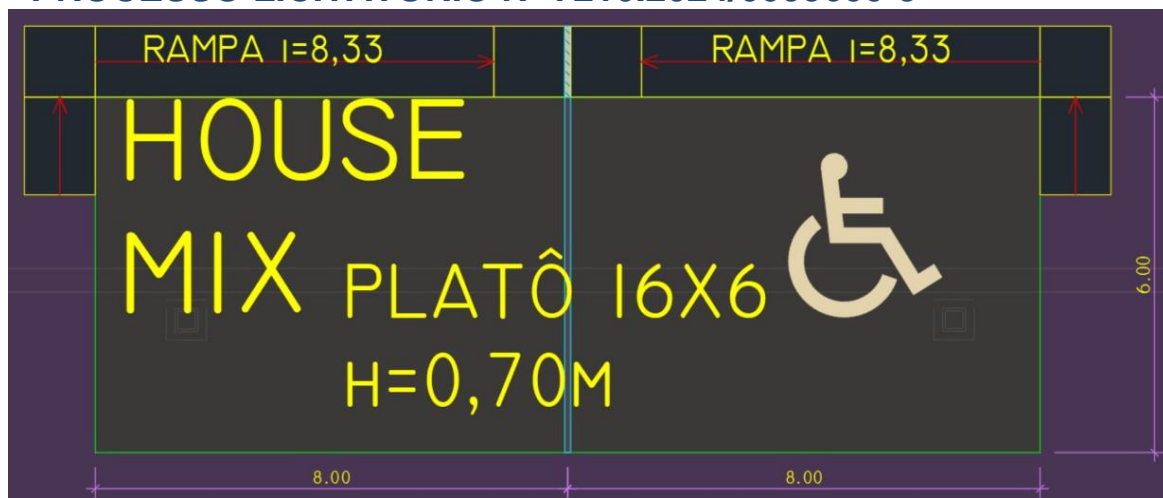 RAMPA i=8,33
RAMPA i=8,33
HOUSE
MIX
PLATÔ 16X6
H=0,70M
6.00
8.00
8.00